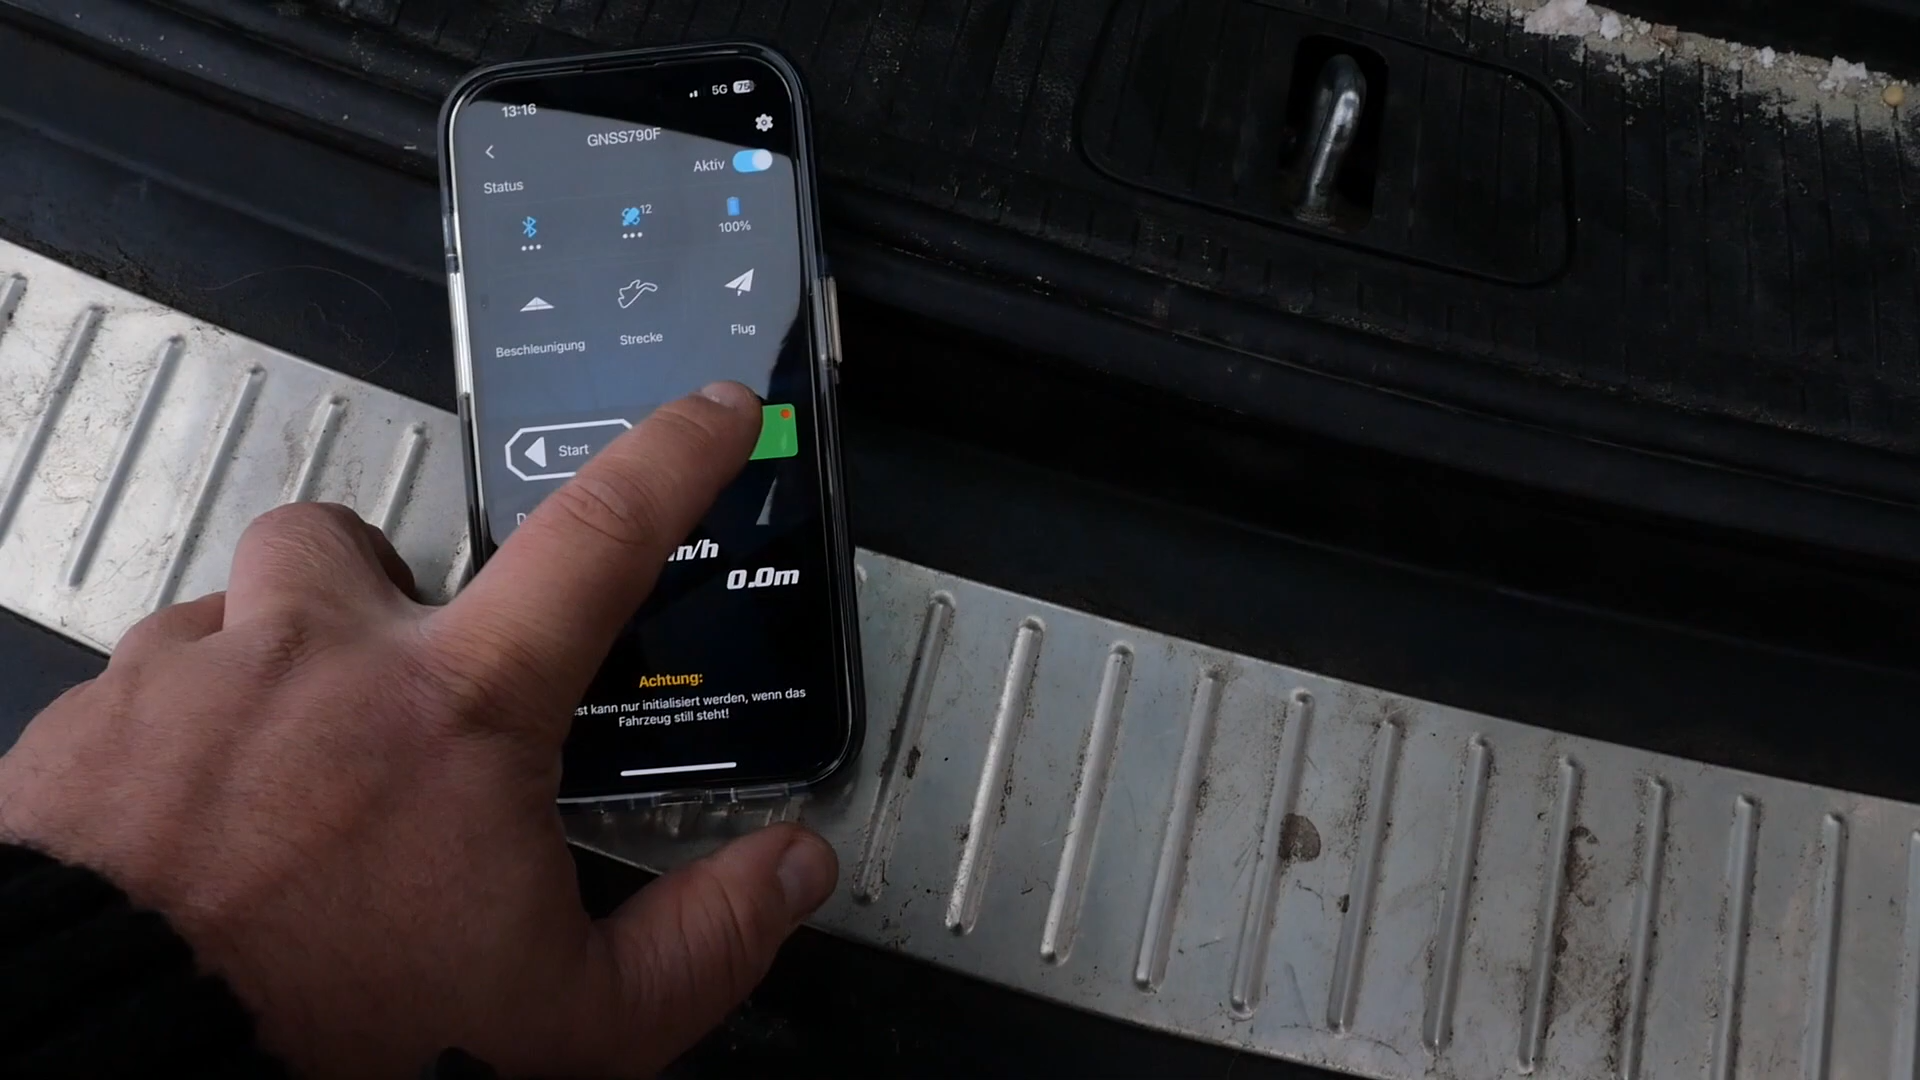 13:16 5G 75
GNSS790F
Aktiv
Status
12
100%
Beschleunigung Strecke Flug
Start
0.0m
Achtung:
kann nur initialisiert werden, wenn das
Fahrzeug still steht!